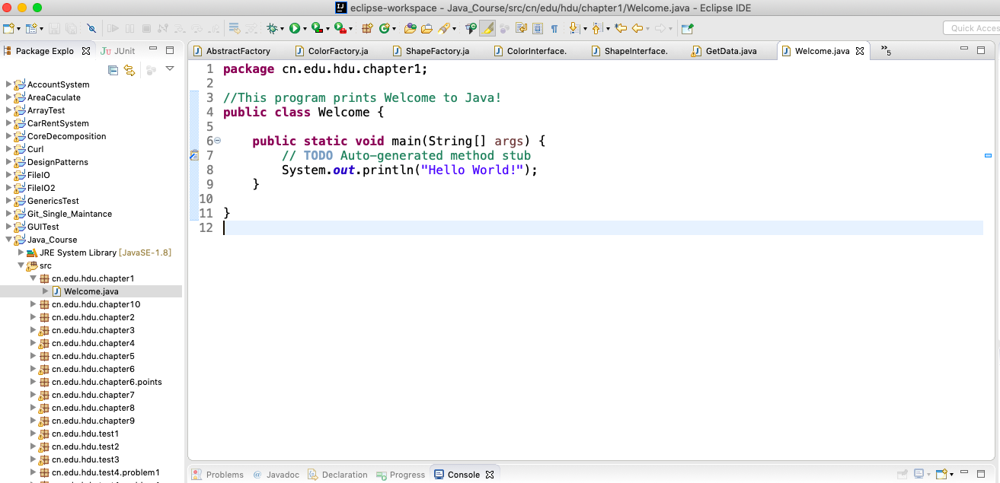 eclipse-workspace - Java_Course/src/cn/edu/hdu/chapter1/Welcome.java - Eclipse IDE
Quick Acces
Package Explo
JUnit
AbstractFactory
ColorFactory.ja
ShapeFactory.ja
ColorInterface.
ShapeInterface.
GetData.java
Welcome.java
»5
AccountSystem
AreaCaculate
ArrayTest
CarRentSystem
CoreDecomposition
Curl
DesignPatterns
FileIO
FileIO2
GenericsTest
Git_Single_Maintance
GUITest
Java_Course
JRE System Library [JavaSE-1.8]
src
cn.edu.hdu.chapter1
Welcome.java
cn.edu.hdu.chapter10
cn.edu.hdu.chapter2
cn.edu.hdu.chapter3
cn.edu.hdu.chapter4
cn.edu.hdu.chapter5
cn.edu.hdu.chapter6
cn.edu.hdu.chapter6.points
cn.edu.hdu.chapter7
cn.edu.hdu.chapter8
cn.edu.hdu.chapter9
cn.edu.hdu.test1
cn.edu.hdu.test2
cn.edu.hdu.test3
cn.edu.hdu.test4.problem1
1 package cn.edu.hdu.chapter1;
2
3 //This program prints Welcome to Java!
4 public class Welcome {
5
6 public static void main(String[] args) {
7 // TODO Auto-generated method stub
8 System.out.println("Hello World!");
9 }
10
11 }
12
Problems
@ Javadoc
Declaration
Progress
Console